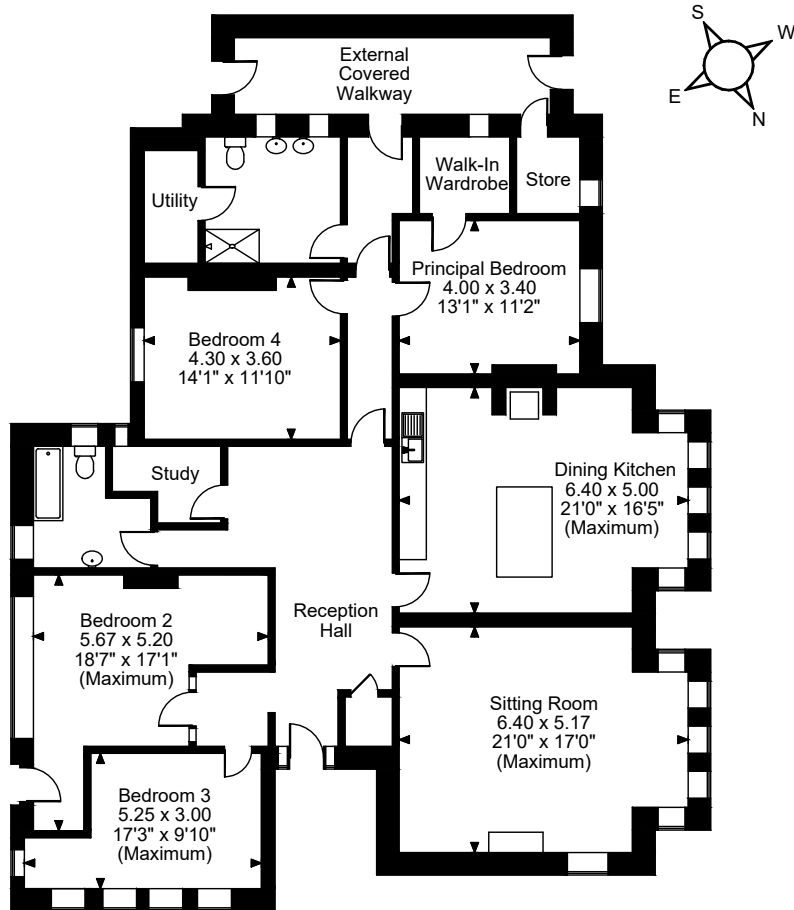 External
Covered
Walkway
S
W
E
N
Utility
Walk-In
Wardrobe
Store
Principal Bedroom
4.00 x 3.40
13'1" x 11'2"
Bedroom 4
4.30 x 3.60
14'1" x 11'10"
Study
Dining Kitchen
6.40 x 5.00
21'0" x 16'5"
(Maximum)
Reception
Hall
Bedroom 2
5.67 x 5.20
18'7" x 17'1"
(Maximum)
Sitting Room
6.40 x 5.17
21'0" x 17'0"
(Maximum)
Bedroom 3
5.25 x 3.00
17'3" x 9'10"
(Maximum)